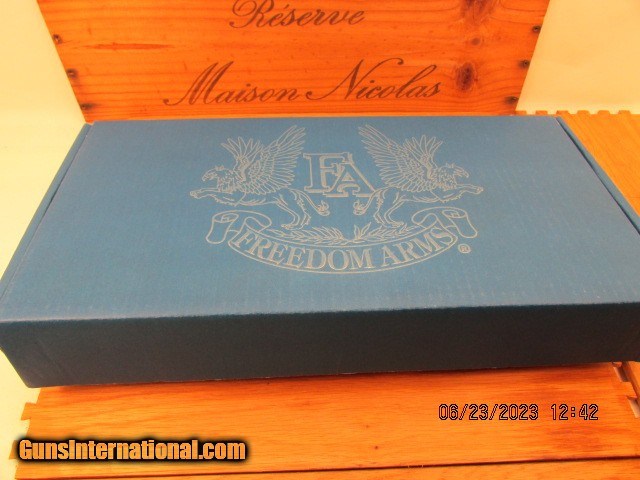 Réserve
Maison Nicolas
FA
FREEDOM ARMS®
06/23/2023 12:42
GunsInternational.com